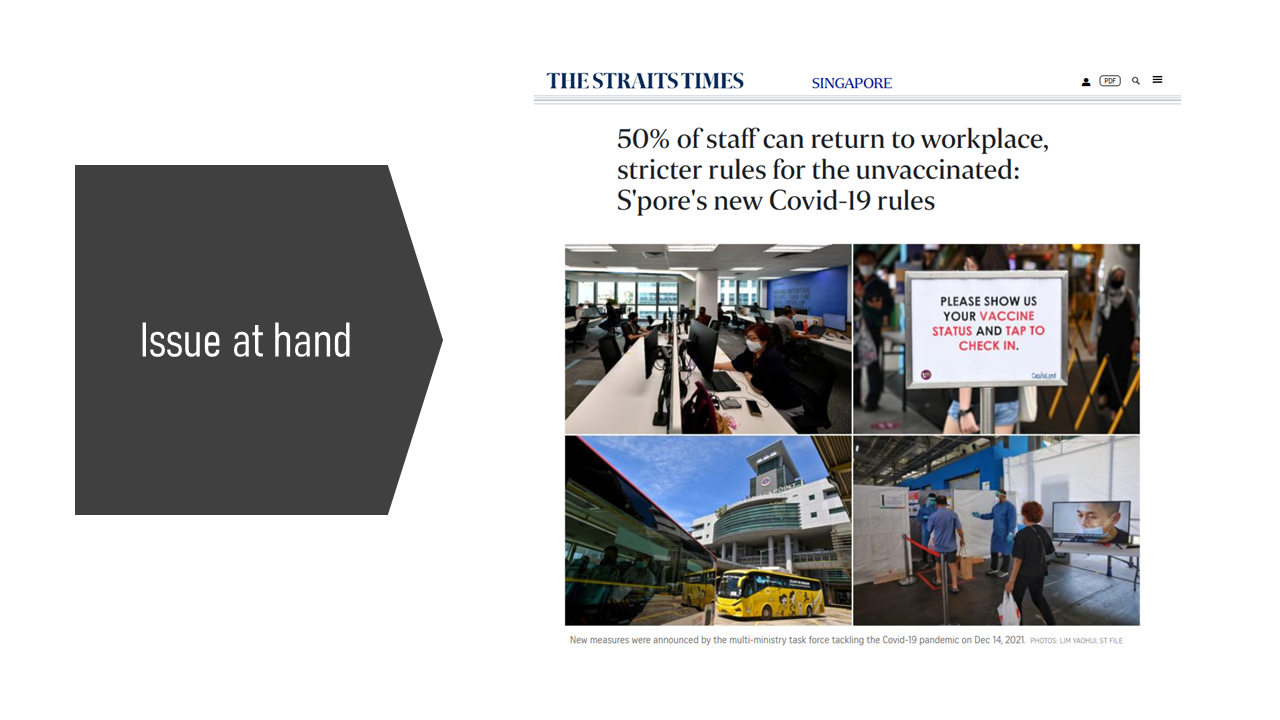 Issue at hand
THE STRAITS TIMES
SINGAPORE
PDF
50% of staff can return to workplace,
stricter rules for the unvaccinated:
S'pore's new Covid-19 rules
PLEASE SHOW US
YOUR VACCINE
STATUS AND TAP TO
CHECK IN.
CapitaLand
New measures were announced by the multi-ministry task force tackling the Covid-19 pandemic on Dec 14, 2021. PHOTOS: LIM YAOHUI, ST FILE